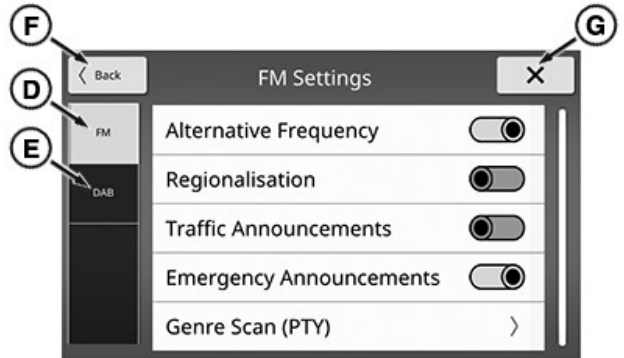 F
G
< Back
FM Settings
X
D
FM
Alternative Frequency
E
DAB
Regionalisation
Traffic Announcements
Emergency Announcements
Genre Scan (PTY) >